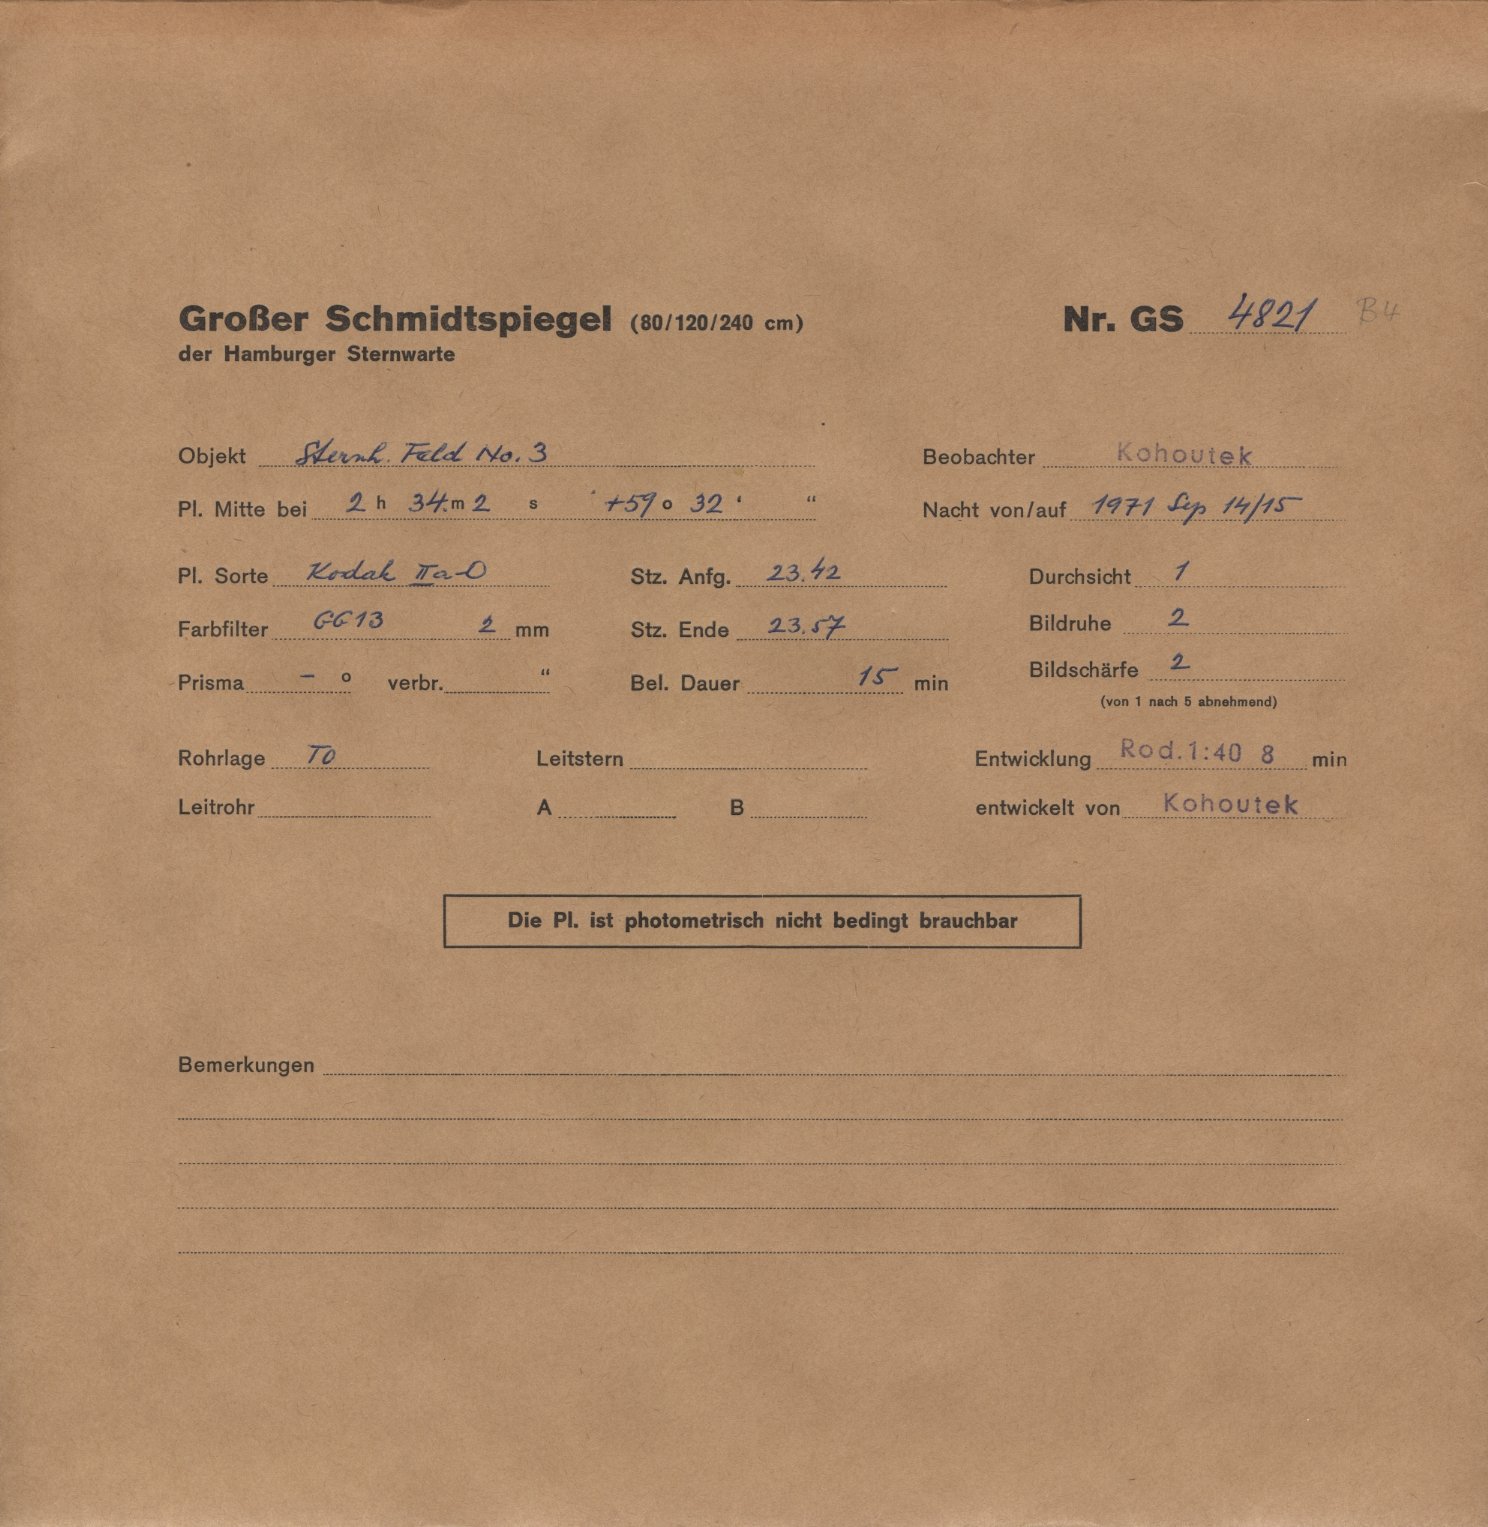 Großer Schmidtspiegel (80/120/240 cm) Nr. GS 4821 B4
der Hamburger Sternwarte
Objekt Sternh. Feld No. 3 Beobachter Kohoutek
Pl. Mitte bei 2 h 34. m 2 s +59 o 32 ‘ “ Nacht von/auf 1971 Sep 14/15
Pl. Sorte Kodak IIa-O Stz. Anfg. 23.42 Durchsicht 1
Farbfilter GG13 2 mm Stz. Ende 23.57 Bildruhe 2
Prisma – o verbr. “ Bel. Dauer 15 min Bildschärfe 2
(von 1 nach 5 abnehmend)
Rohrlage TO Leitstern Entwicklung Rod. 1:40 8 min
Leitrohr A B entwickelt von Kohoutek
Die Pl. ist photometrisch nicht bedingt brauchbar
Bemerkungen